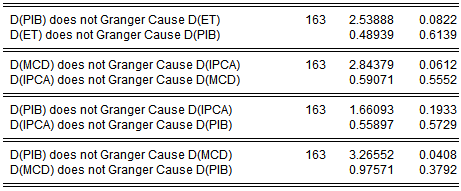 D(PIB) does not Granger Cause D(ET) 163 2.53888 0.0822
D(ET) does not Granger Cause D(PIB) 0.48939 0.6139
D(MCD) does not Granger Cause D(IPCA) 163 2.84379 0.0612
D(IPCA) does not Granger Cause D(MCD) 0.59071 0.5552
D(PIB) does not Granger Cause D(IPCA) 163 1.66093 0.1933
D(IPCA) does not Granger Cause D(PIB) 0.55897 0.5729
D(PIB) does not Granger Cause D(MCD) 163 3.26552 0.0408
D(MCD) does not Granger Cause D(PIB) 0.97571 0.3792